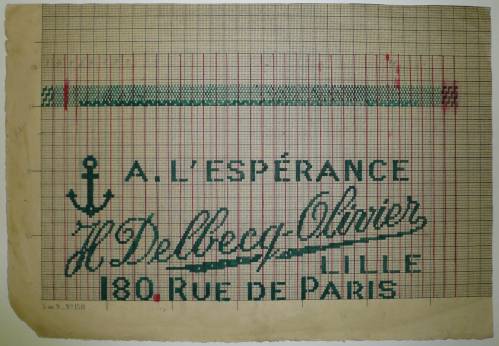 A. L'ESPÉRANCE
H Delbecq-Olivier
LILLE
180. RUE DE PARIS